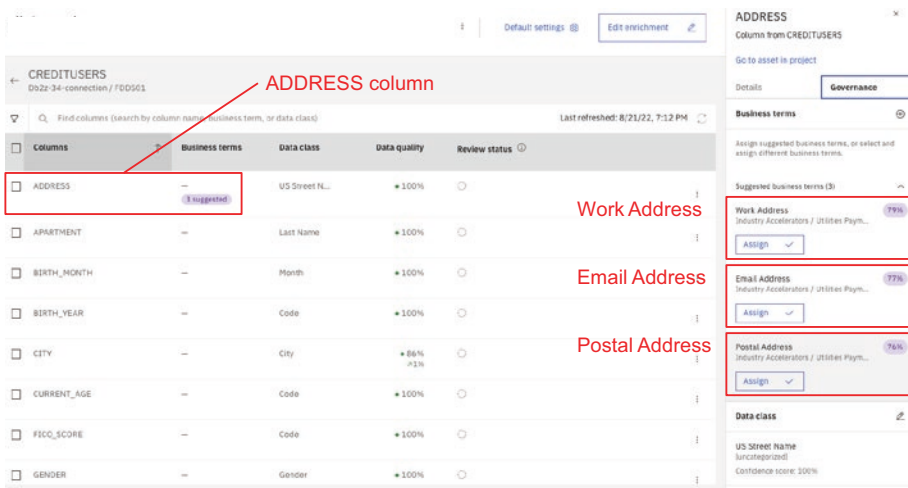 Default settings
Edit enrichment
ADDRESS
Column from CREDITUSERS
Go to asset in project
Details
Governance
CREDITUSERS
Db2z-34-connection /
ADDRESS column
Find columns (search by column name, business term, or data class)
Last refreshed: 8/21/22, 7:12 PM
Business terms
Assign suggested business terms, or select and
assign different business terms.
Suggested business terms (3)
Columns
Business terms
Data class
Data quality
Review status
ADDRESS — US Street N... 100%
3 suggested
APARTMENT — Last Name 100%
BIRTH_MONTH — Month 100%
BIRTH_YEAR — Code 100%
CITY — City 86%
1%
CURRENT_AGE — Code 100%
FICO_SCORE — Code 100%
GENDER — Gender 100%
Work Address
Email Address
Postal Address
Work Address 79%
Industry Accelerators / Utilities Paym...
Assign
Email Address 77%
Industry Accelerators / Utilities Paym...
Assign
Postal Address 76%
Industry Accelerators / Utilities Paym...
Assign
Data class
US Street Name
(uncategorized)
Confidence score: 100%